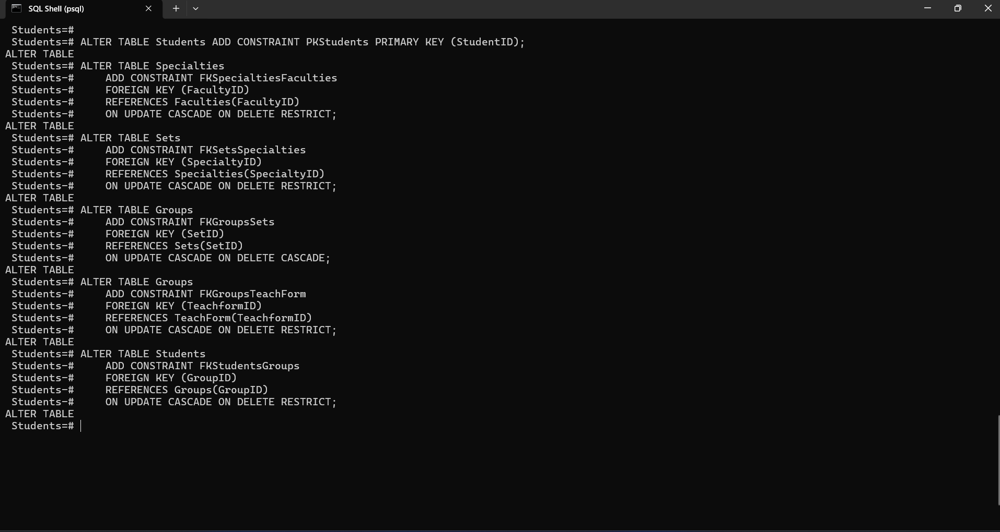 SQL Shell (psql)
Students=#
Students=# ALTER TABLE Students ADD CONSTRAINT PKStudents PRIMARY KEY (StudentID);
ALTER TABLE
Students=# ALTER TABLE Specialties
Students-#     ADD CONSTRAINT FKSpecialtiesFaculties
Students-#     FOREIGN KEY (FacultyID)
Students-#     REFERENCES Faculties(FacultyID)
Students-#     ON UPDATE CASCADE ON DELETE RESTRICT;
ALTER TABLE
Students=# ALTER TABLE Sets
Students-#     ADD CONSTRAINT FKSetsSpecialties
Students-#     FOREIGN KEY (SpecialtyID)
Students-#     REFERENCES Specialties(SpecialtyID)
Students-#     ON UPDATE CASCADE ON DELETE RESTRICT;
ALTER TABLE
Students=# ALTER TABLE Groups
Students-#     ADD CONSTRAINT FKGroupsSets
Students-#     FOREIGN KEY (SetID)
Students-#     REFERENCES Sets(SetID)
Students-#     ON UPDATE CASCADE ON DELETE CASCADE;
ALTER TABLE
Students=# ALTER TABLE Groups
Students-#     ADD CONSTRAINT FKGroupsTeachForm
Students-#     FOREIGN KEY (TeachformID)
Students-#     REFERENCES TeachForm(TeachformID)
Students-#     ON UPDATE CASCADE ON DELETE RESTRICT;
ALTER TABLE
Students=# ALTER TABLE Students
Students-#     ADD CONSTRAINT FKStudentsGroups
Students-#     FOREIGN KEY (GroupID)
Students-#     REFERENCES Groups(GroupID)
Students-#     ON UPDATE CASCADE ON DELETE RESTRICT;
ALTER TABLE
Students=#